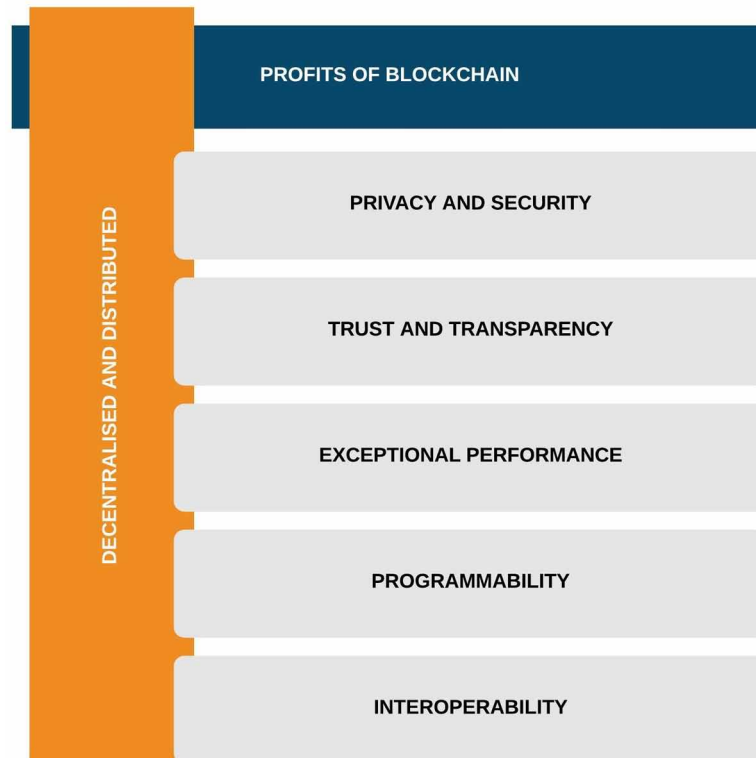 PROFITS OF BLOCKCHAIN
DECENTRALISED AND DISTRIBUTED
PRIVACY AND SECURITY
TRUST AND TRANSPARENCY
EXCEPTIONAL PERFORMANCE
PROGRAMMABILITY
INTEROPERABILITY